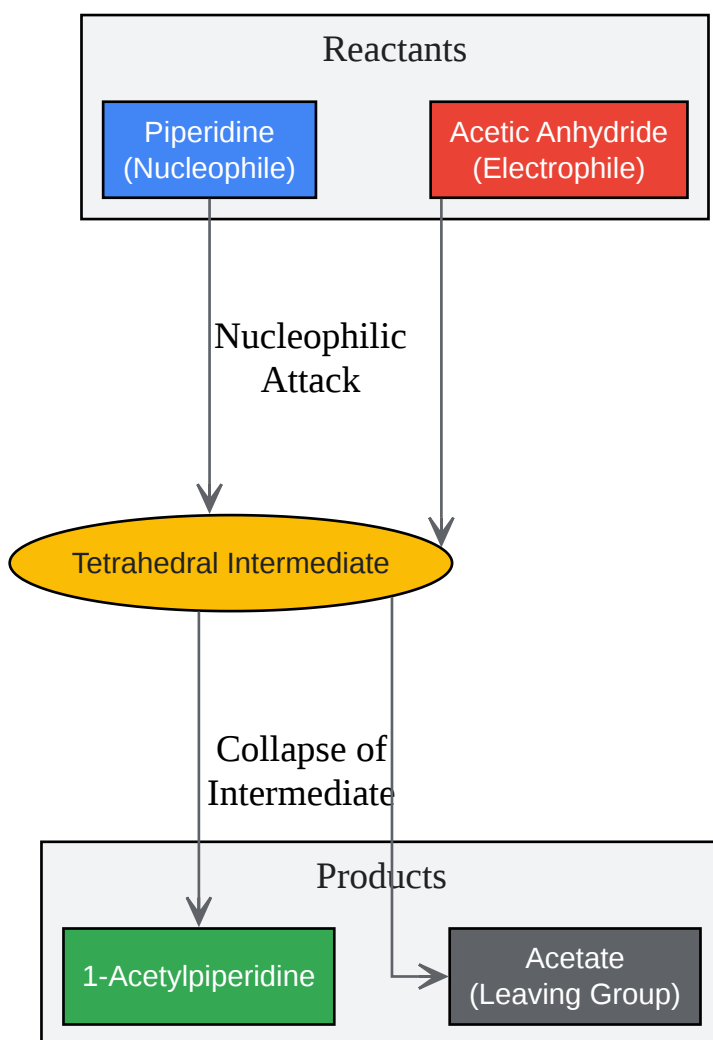 Reactants
Piperidine
(Nucleophile)
Acetic Anhydride
(Electrophile)
Nucleophilic
Attack
Tetrahedral Intermediate
Collapse of
Intermediate
Products
1-Acetylpiperidine
Acetate
(Leaving Group)